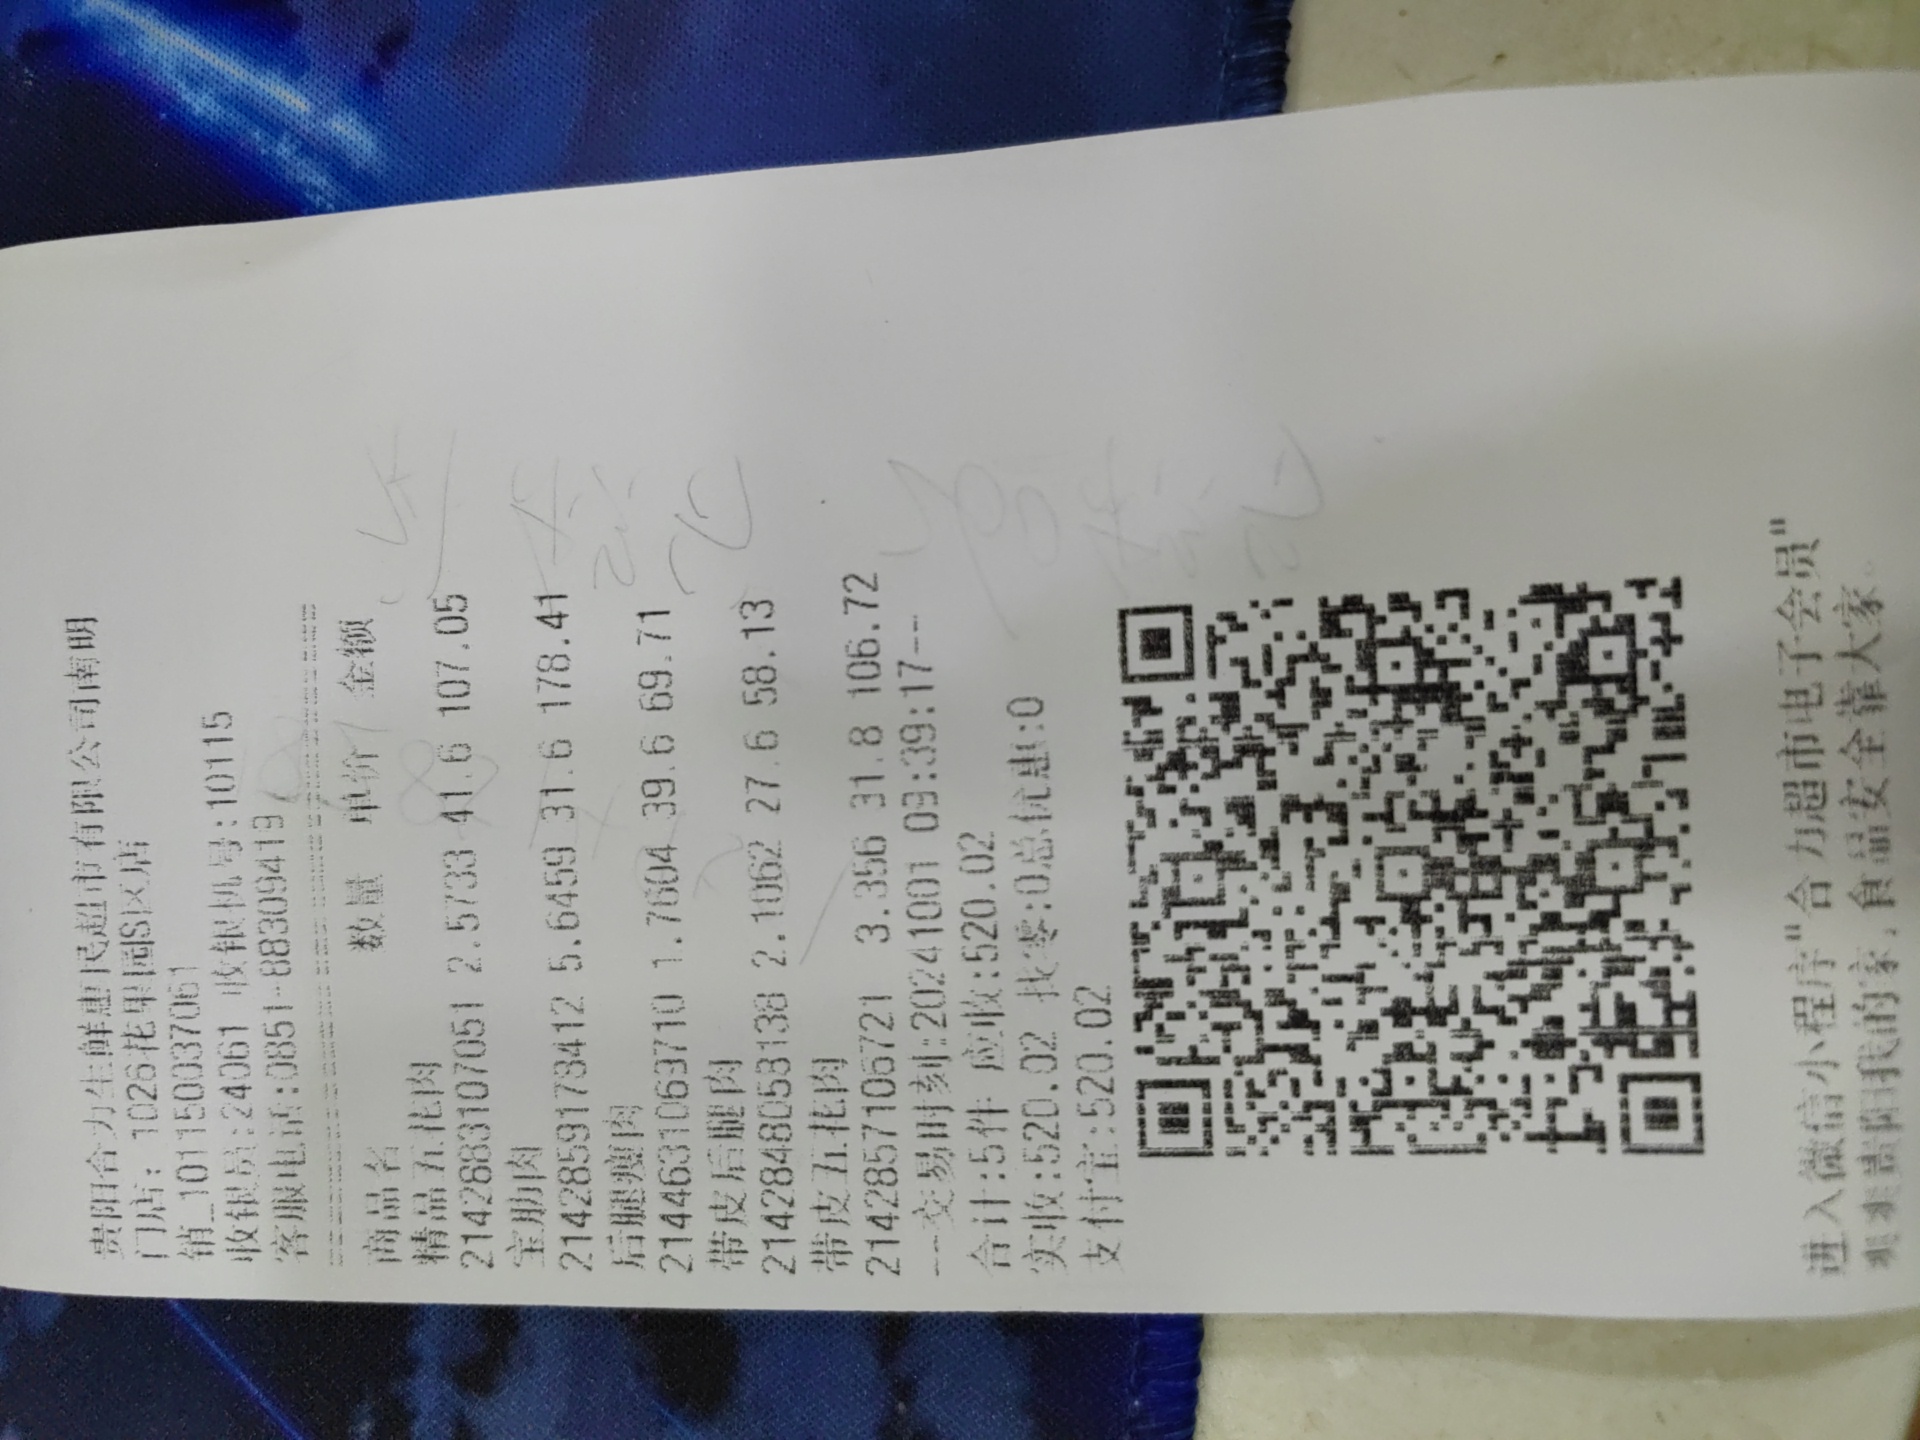 贵阳合力生鲜惠民超市有限公司南明
门店: 1026花果园S区店
销_101150037061
收银员:24061 收银机号:10115
客服电话:0851-88309413
商品名 数量 单价 金额
精品五花肉
2142683107051 2.5733 41.6 107.05
宝肋肉
2142859173412 5.6459 31.6 178.41
后腿瘦肉
2144631063710 1.7604 39.6 69.71
带皮后腿肉
2142848053138 2.1062 27.6 58.13
带皮五花肉
2142857106721 3.356 31.8 106.72
--交易时刻:20241001 09:39:17--
合计:5件 应收:520.02
实收:520.02 找零:0总优惠:0
支付宝:520.02
进入微信小程序"合力超市电子会员"
来来贵阳我的家,食品安全靠大家。